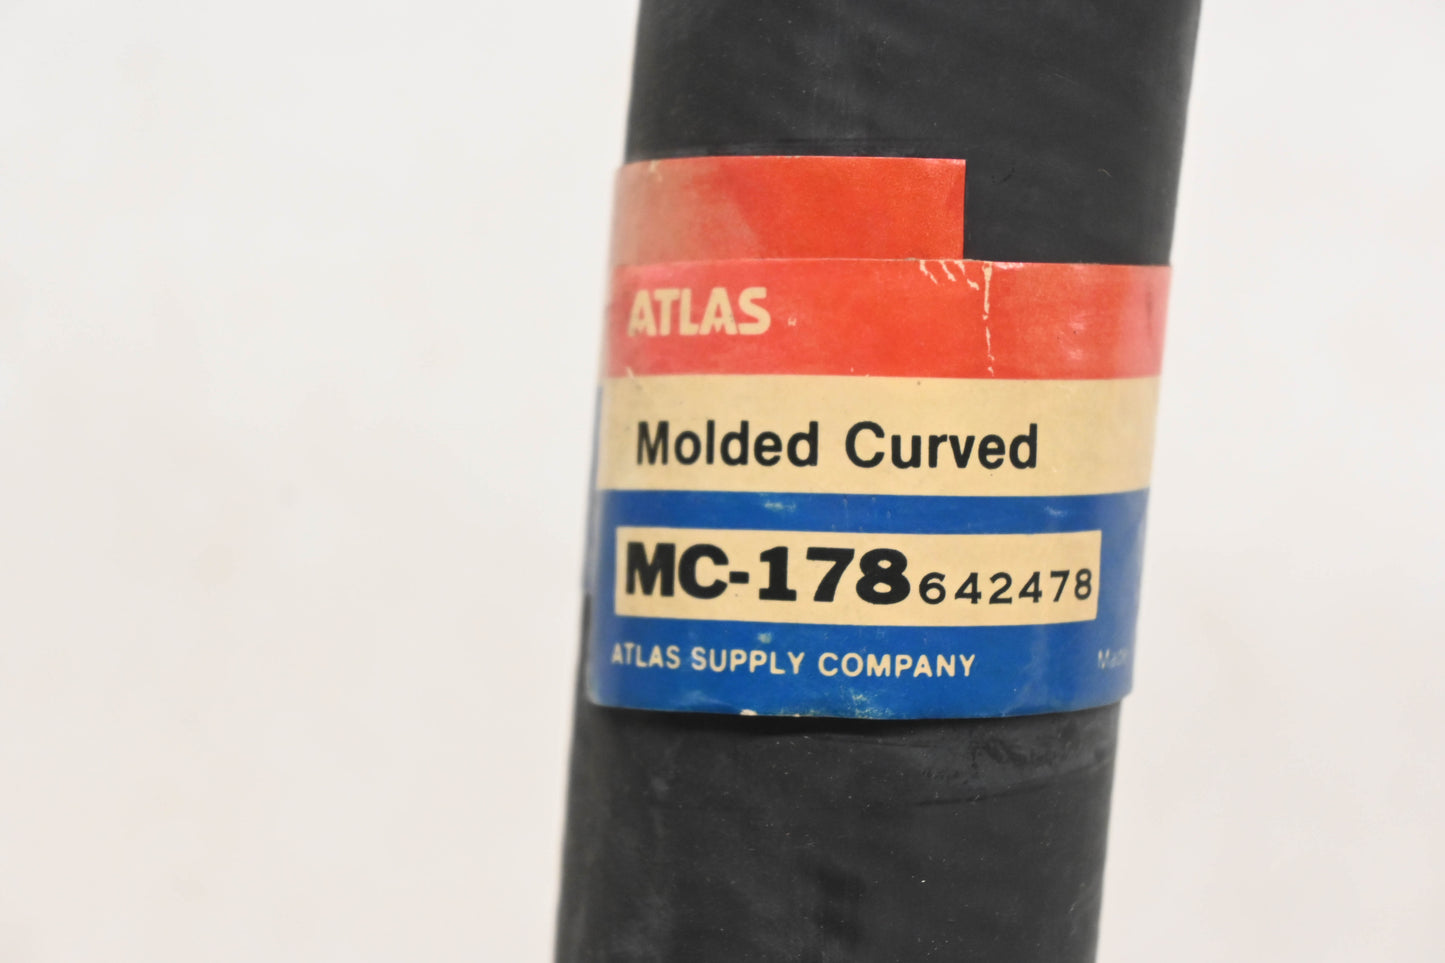 ATLAS
Molded Curved
MC-178 642478
ATLAS SUPPLY COMPANY